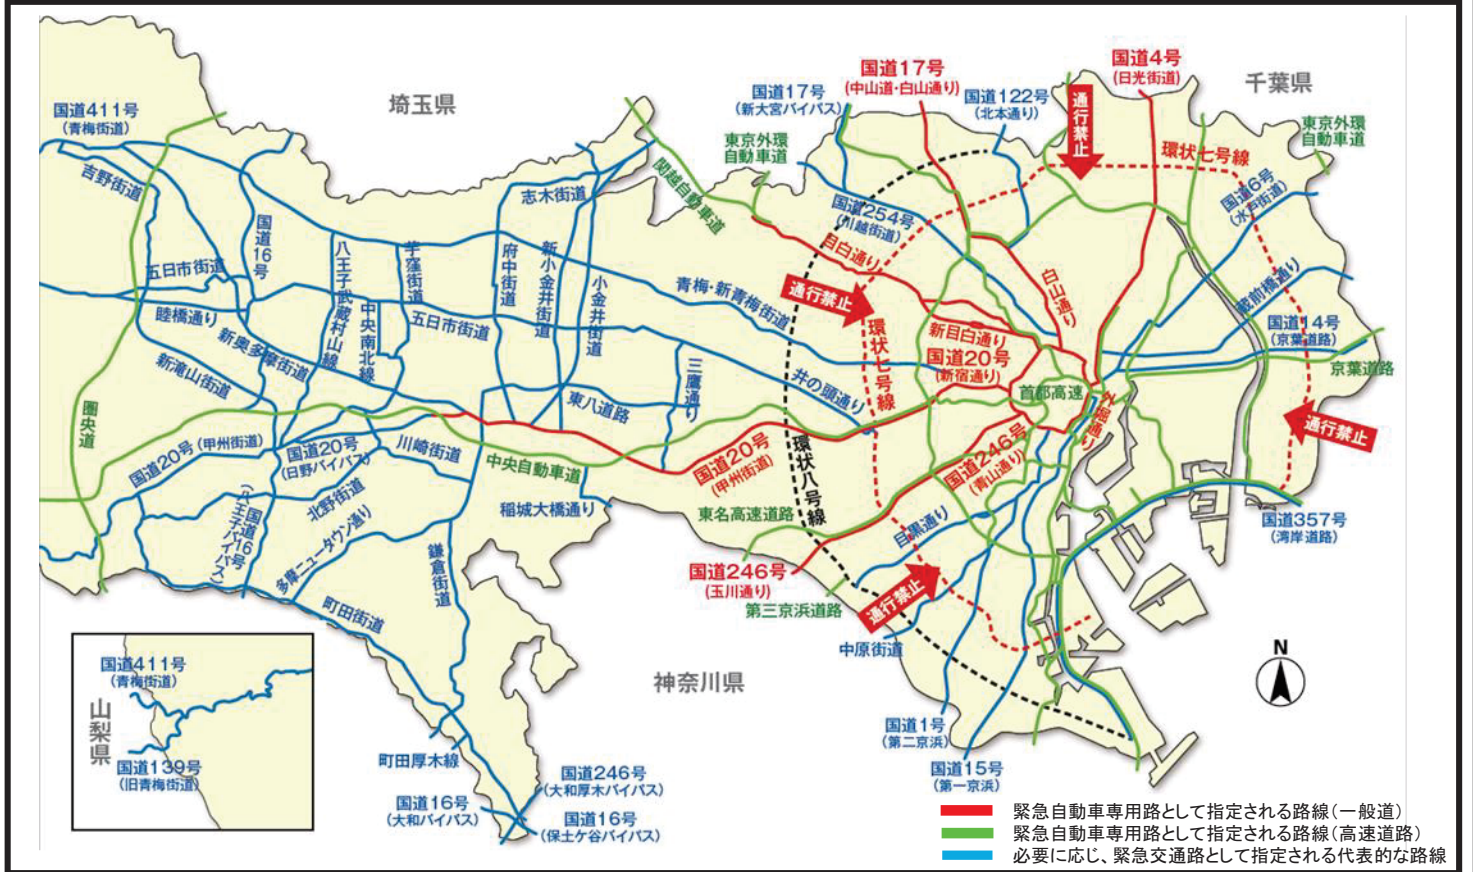 国道411号
(青梅街道)
吉野街道
埼玉県
国道17号
(新大宮バイパス)
国道17号
(中山道・白山通り)
国道122号
(北本通り)
国道4号
(日光街道)
千葉県
通行禁止
東京外環
自動車道
東京外環
自動車道
環状七号線
関越自動車道
志木街道
国道254号
(川越街道)
国道6号
(水戸街道)
国道16号
五日市街道
睦橋通り
新奥多摩街道
新滝山街道
八王子武蔵村山線
中央南北線
芋窪街道
五日市街道
府中街道
新小金井街道
小金井街道
青梅・新青梅街道
目白通り
通行禁止
環状七号線
新目白通り
国道20号
(新宿通り)
白山通り
蔵前橋通り
国道14号
(京葉道路)
京葉道路
首都高速
外堀通り
通行禁止
三鷹通り
井の頭通り
東八道路
圏央道
国道20号(甲州街道)
国道20号
(日野バイパス)
川崎街道
中央自動車道
国道20号
(甲州街道)
環状八号線
国道246号
(青山通り)
北野街道
国道16号
(八王子バイパス)
多摩ニュータウン通り
稲城大橋通り
東名高速道路
目黒通り
国道357号
(湾岸道路)
鎌倉街道
町田街道
国道246号
(玉川通り)
第三京浜道路
通行禁止
中原街道
神奈川県
N
国道411号
(青梅街道)
山梨県
国道139号
(旧青梅街道)
町田厚木線
国道246号
(大和厚木バイパス)
国道16号
(大和バイパス)
国道16号
(保土ケ谷バイパス)
国道1号
(第二京浜)
国道15号
(第一京浜)
緊急自動車専用路として指定される路線(一般道)
緊急自動車専用路として指定される路線(高速道路)
必要に応じ、緊急交通路として指定される代表的な路線